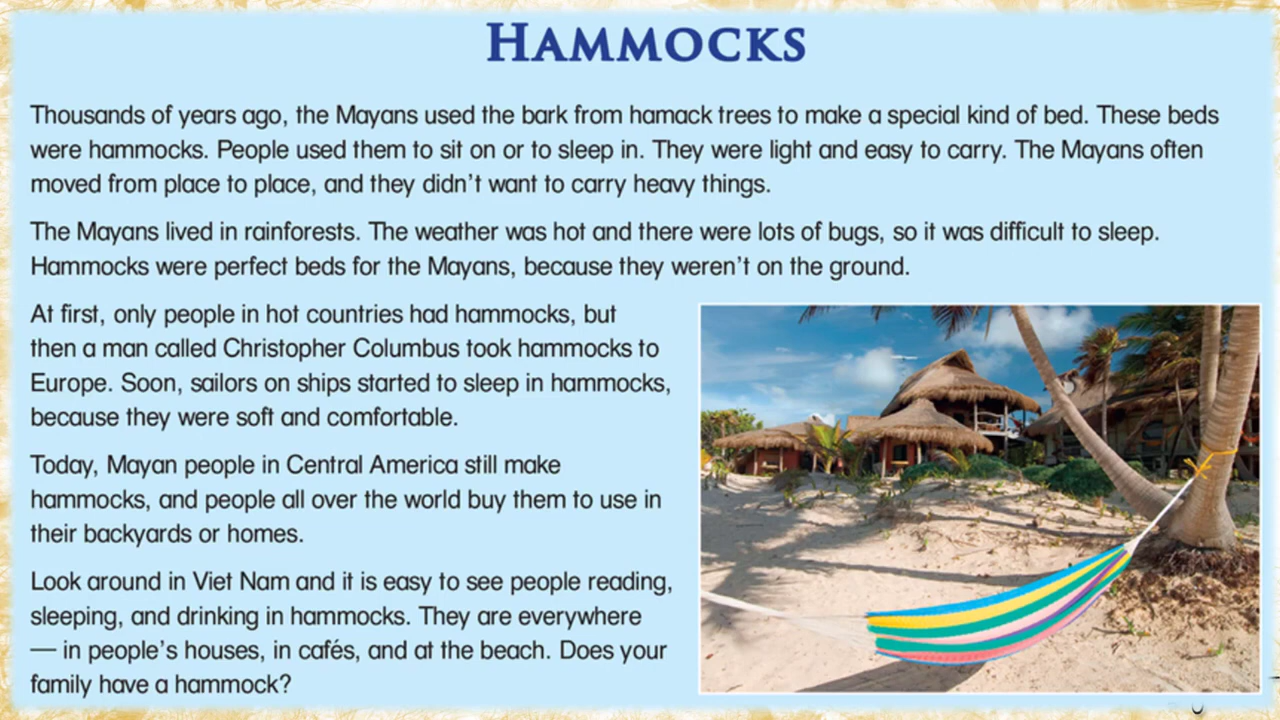 HAMMOCKS
Thousands of years ago, the Mayans used the bark from hamack trees to make a special kind of bed. These beds
were hammocks. People used them to sit on or to sleep in. They were light and easy to carry. The Mayans often
moved from place to place, and they didn't want to carry heavy things.
The Mayans lived in rainforests. The weather was hot and there were lots of bugs, so it was difficult to sleep.
Hammocks were perfect beds for the Mayans, because they weren't on the ground.
At first, only people in hot countries had hammocks, but
then a man called Christopher Columbus took hammocks to
Europe. Soon, sailors on ships started to sleep in hammocks,
because they were soft and comfortable.
Today, Mayan people in Central America still make
hammocks, and people all over the world buy them to use in
their backyards or homes.
Look around in Viet Nam and it is easy to see people reading,
sleeping, and drinking in hammocks. They are everywhere
— in people's houses, in cafés, and at the beach. Does your
family have a hammock?